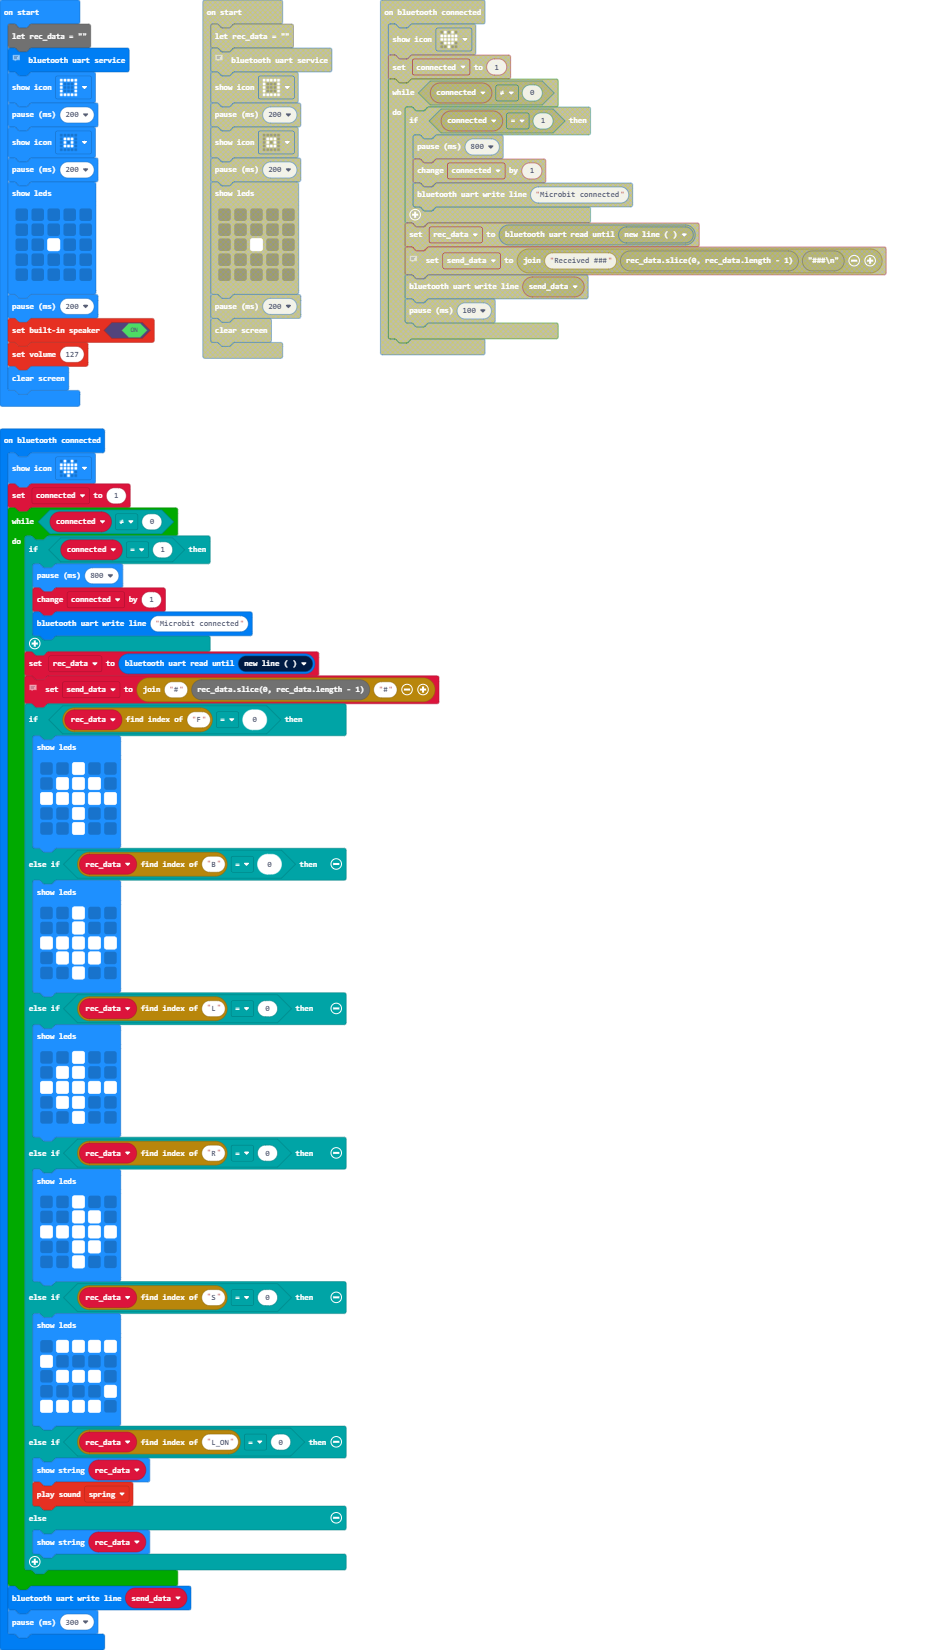 on start
let rec_data = ""
bluetooth uart service
show icon
pause (ms) 200
show icon
pause (ms) 200
show leds
pause (ms) 200
set built-in speaker ON
set volume 127
clear screen
on start
let rec_data = ""
bluetooth uart service
show icon
pause (ms) 200
show icon
pause (ms) 200
show leds
pause (ms) 200
clear screen
on bluetooth connected
show icon
set connected to 1
while connected ≠ 0
do
if connected = 1 then
pause (ms) 800
change connected by 1
bluetooth uart write line "Microbit connected"
set rec_data to bluetooth uart read until new line ( )
set send_data to join "Received ###" rec_data.slice(0, rec_data.length - 1) "###\n"
bluetooth uart write line send_data
pause (ms) 100
on bluetooth connected
show icon
set connected to 1
while connected ≠ 0
do
if connected = 1 then
pause (ms) 800
change connected by 1
bluetooth uart write line "Microbit connected"
set rec_data to bluetooth uart read until new line ( )
set send_data to join "#" rec_data.slice(0, rec_data.length - 1) "#"
if rec_data find index of "F" = 0 then
show leds
else if rec_data find index of "B" = 0 then
show leds
else if rec_data find index of "L" = 0 then
show leds
else if rec_data find index of "R" = 0 then
show leds
else if rec_data find index of "S" = 0 then
show leds
else if rec_data find index of "L_ON" = 0 then
show string rec_data
play sound spring
else
show string rec_data
bluetooth uart write line send_data
pause (ms) 300